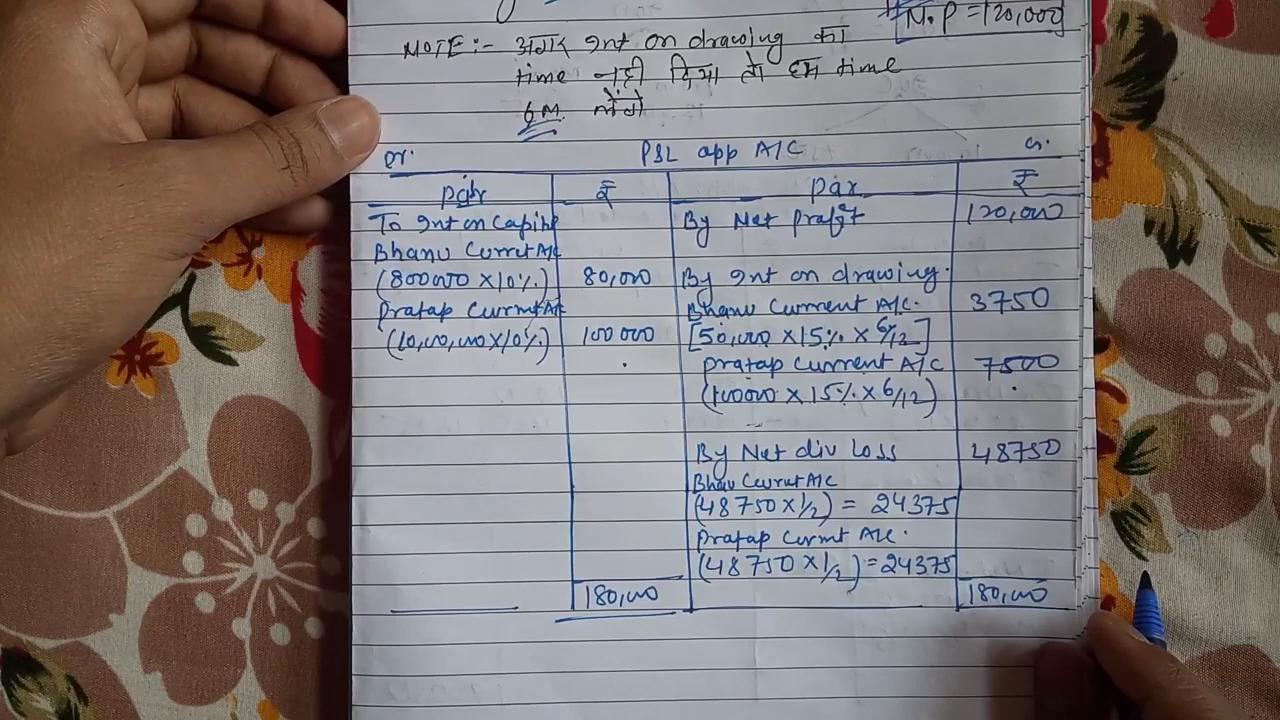 N.P = 120,000
NOTE:- अगर Int on drawing का
time नही दिया तो हम time
6M लेंगे
Dr. P&L app A/C Cr.
par ₹ par ₹
To Int on Capital By Net Profit 120,000
Bhanu Current A/c
(800000 x 10%.) 80,000 By Int on drawing.
Pratap Current A/c Bhanu Current A/C. 3750
(10,00,000 x 10%.) 100000 [50,000 x 15%. x 6/12]
Pratap Current A/C 7500
(100000 x 15%. x 6/12)
By Net div Loss 48750
Bhau Current A/C
(48750 x 1/2) = 24375
Pratap Curnt A/c.
(48750 x 1/2) = 24375
180,000 180,000